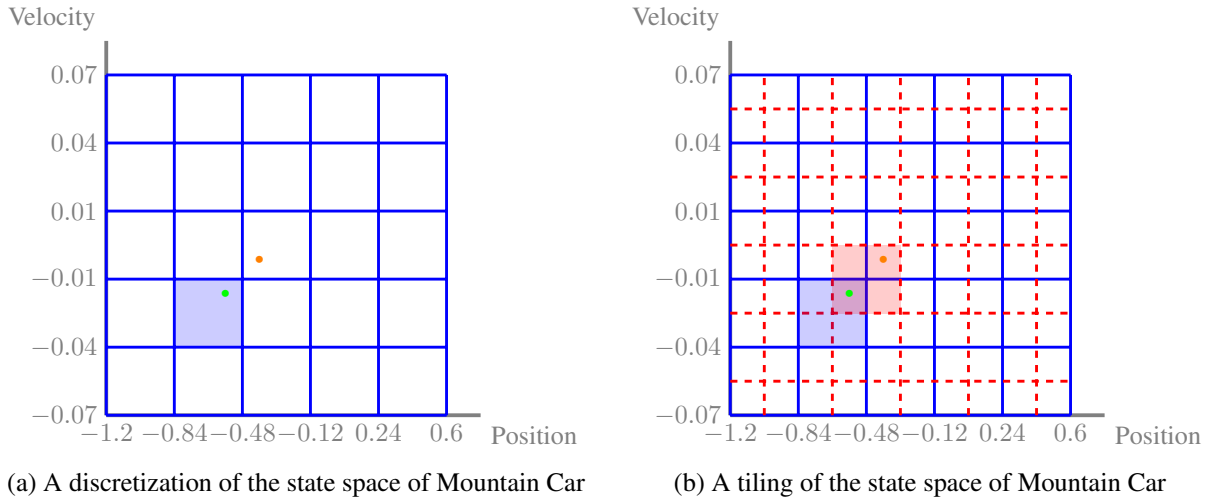 Velocity
0.07
0.04
0.01
−0.01
−0.04
−0.07
−1.2 −0.84 −0.48 −0.12 0.24 0.6
Position
(a) A discretization of the state space of Mountain Car
Velocity
0.07
0.04
0.01
−0.01
−0.04
−0.07
−1.2 −0.84 −0.48 −0.12 0.24 0.6
Position
(b) A tiling of the state space of Mountain Car